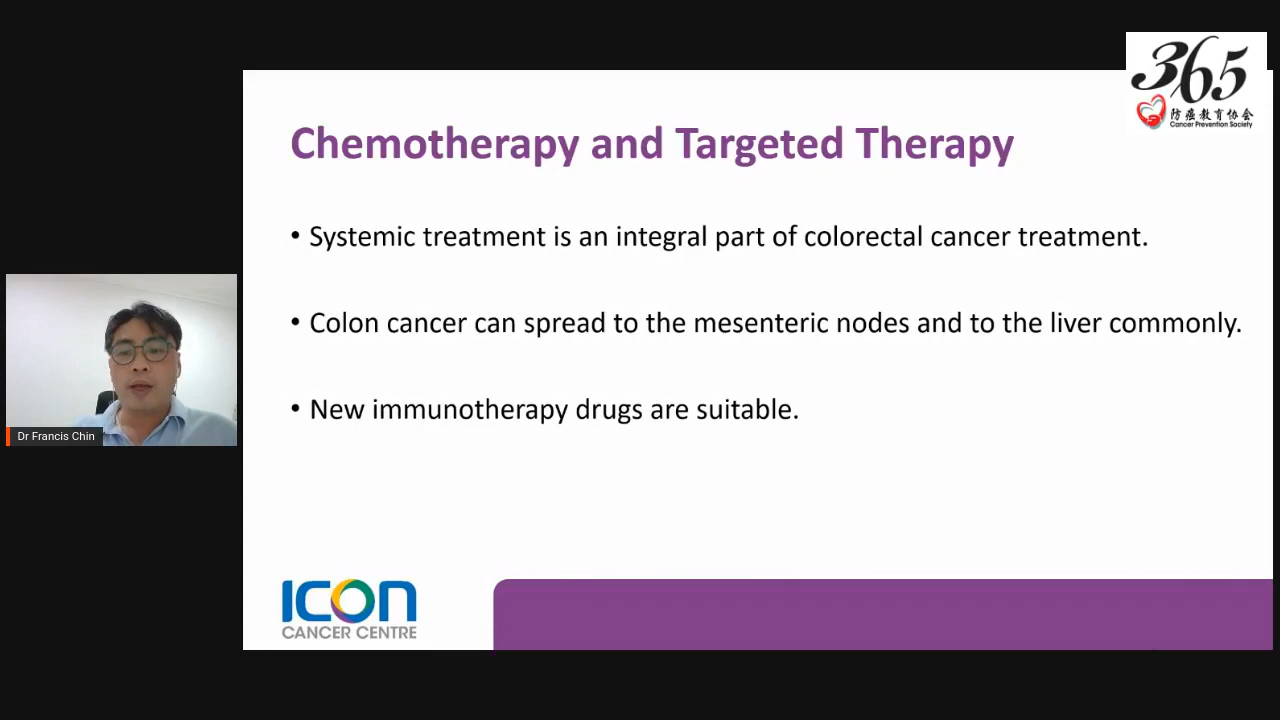 365
防癌教育协会
Cancer Prevention Society
Chemotherapy and Targeted Therapy
• Systemic treatment is an integral part of colorectal cancer treatment.
• Colon cancer can spread to the mesenteric nodes and to the liver commonly.
• New immunotherapy drugs are suitable.
Dr Francis Chin
ICON
CANCER CENTRE